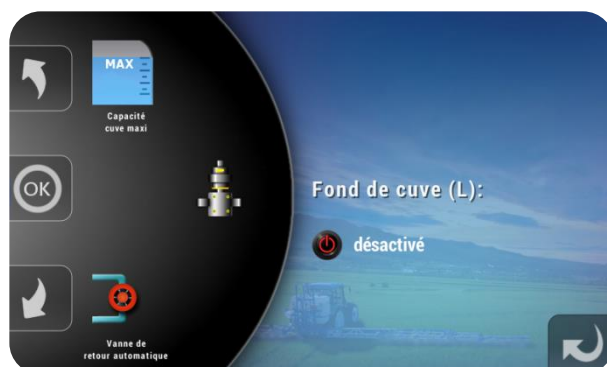 MAX
Capacité
cuve maxi
OK
Fond de cuve (L):
désactivé
Vanne de
retour automatique